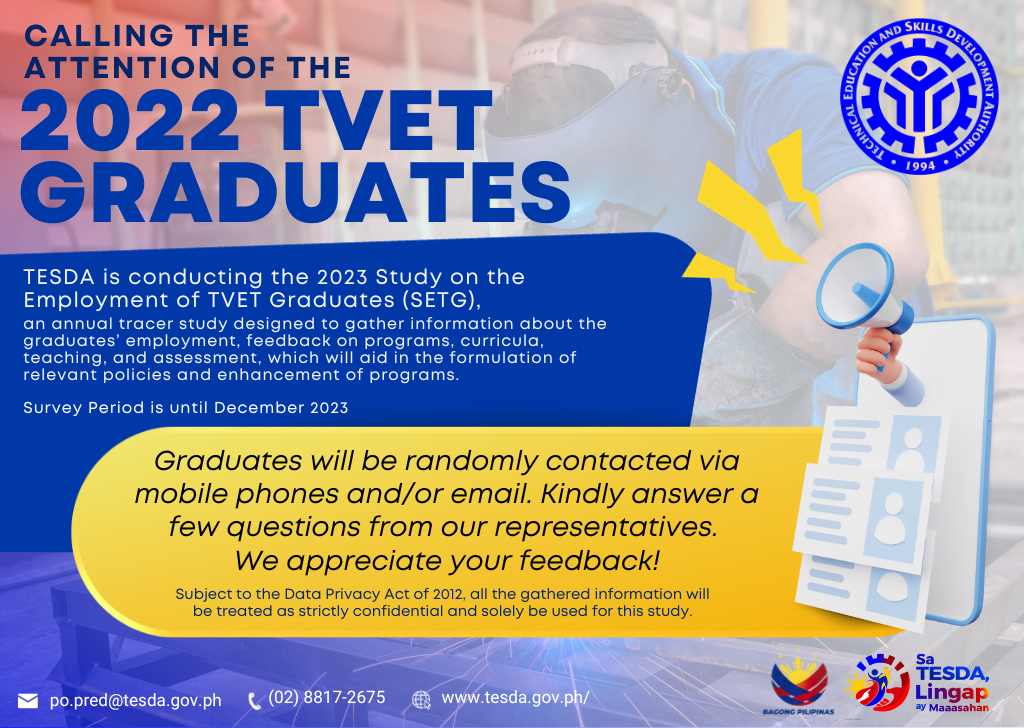 CALLING THE
ATTENTION OF THE
2022 TVET
GRADUATES
TECHNICAL EDUCATION AND SKILLS DEVELOPMENT AUTHORITY
1994
TESDA is conducting the 2023 Study on the
Employment of TVET Graduates (SETG),
an annual tracer study designed to gather information about the
graduates' employment, feedback on programs, curricula,
teaching, and assessment, which will aid in the formulation of
relevant policies and enhancement of programs.
Survey Period is until December 2023
Graduates will be randomly contacted via
mobile phones and/or email. Kindly answer a
few questions from our representatives.
We appreciate your feedback!
Subject to the Data Privacy Act of 2012, all the gathered information will
be treated as strictly confidential and solely be used for this study.
po.pred@tesda.gov.ph
(02) 8817-2675
www.tesda.gov.ph/
BAGONG PILIPINAS
Sa
TESDA,
Lingap
ay Maaasahan